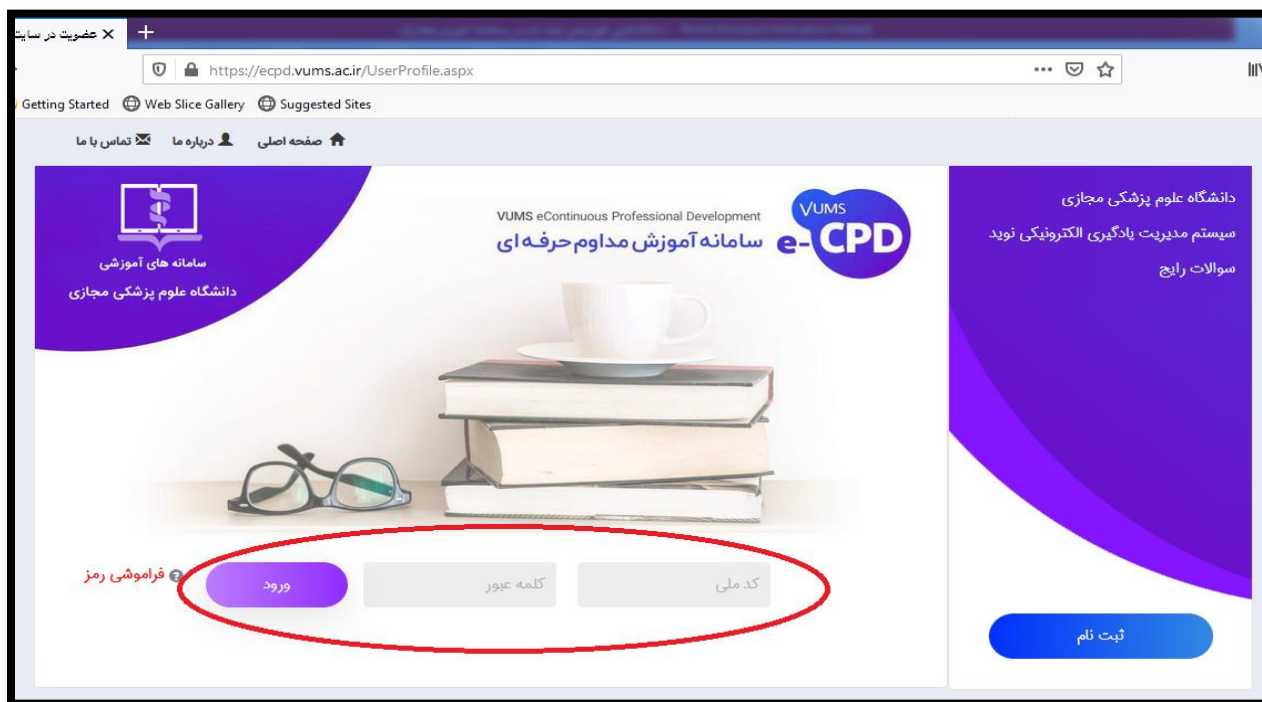 عضویت در سایت
https://ecpd.vums.ac.ir/UserProfile.aspx
Getting Started Web Slice Gallery Suggested Sites
صفحه اصلی درباره ما تماس با ما
دانشگاه علوم پزشکی مجازی
سیستم مدیریت یادگیری الکترونیکی نوید
سوالات رایج
VUMS
e-CPD
VUMS eContinuous Professional Development
سامانه آموزش مداوم حرفه ای
سامانه های آموزشی
دانشگاه علوم پزشکی مجازی
کد ملی
کلمه عبور
ورود
فراموشی رمز
ثبت نام